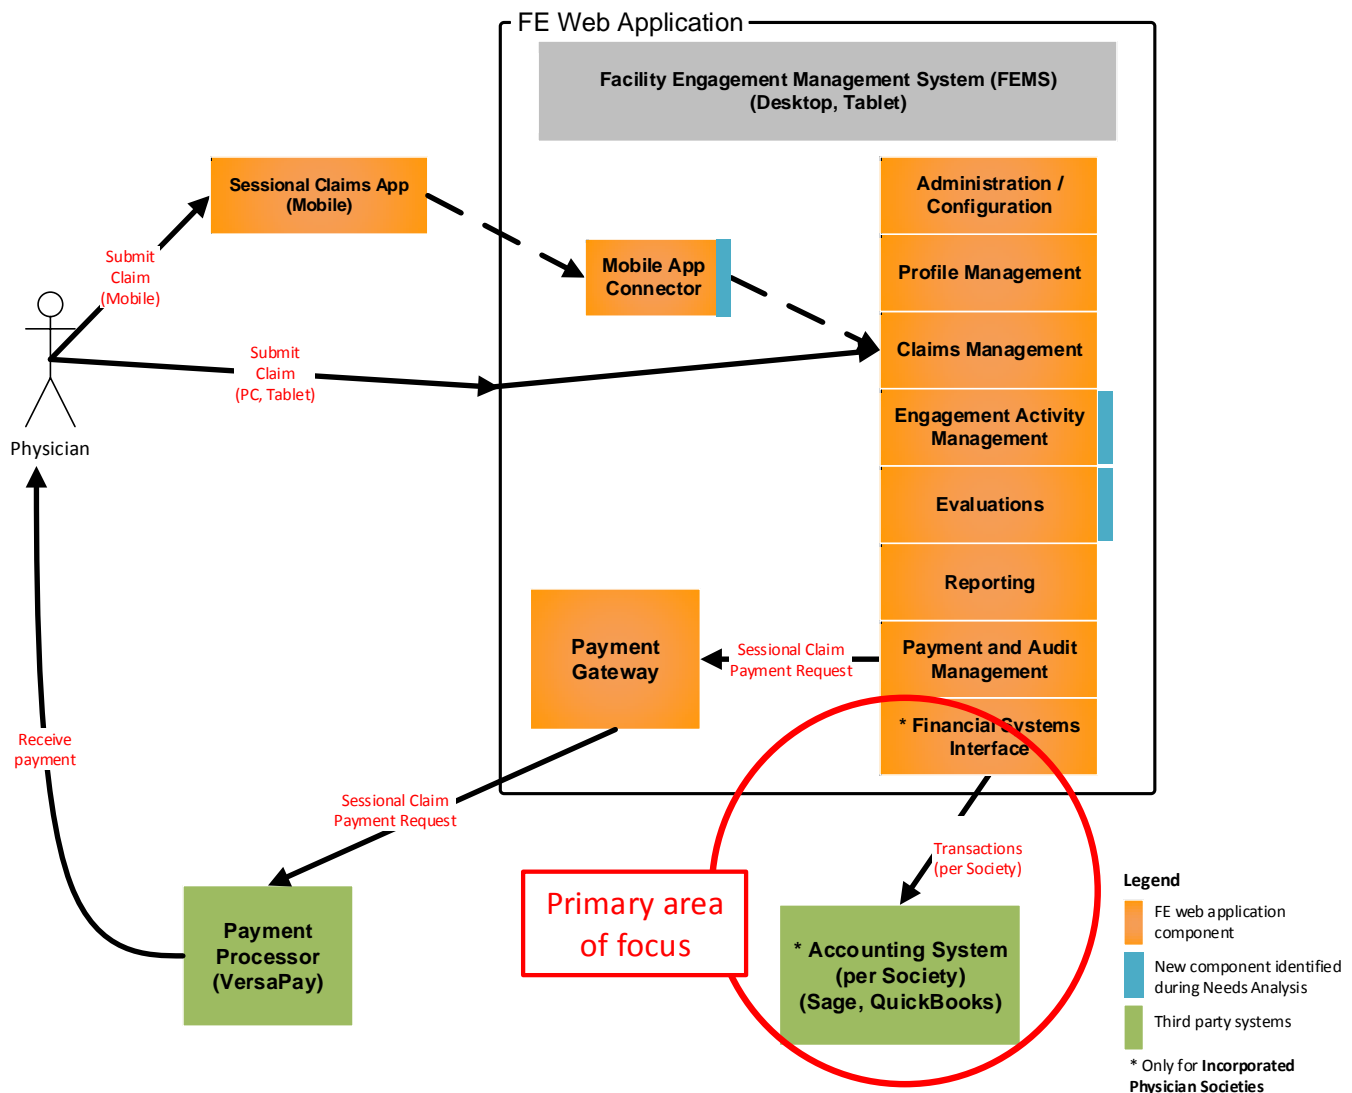 FE Web Application
Facility Engagement Management System (FEMS)
(Desktop, Tablet)
Sessional Claims App
(Mobile)
Administration /
Configuration
Submit
Claim
(Mobile)
Mobile App
Connector
Profile Management
Submit
Claim
(PC, Tablet)
Claims Management
Physician
Engagement Activity
Management
Evaluations
Reporting
Payment
Gateway
Sessional Claim
Payment Request
Payment and Audit
Management
* Financial Systems
Interface
Receive
payment
Sessional Claim
Payment Request
Transactions
(per Society)
Primary area
of focus
Payment
Processor
(VersaPay)
* Accounting System
(per Society)
(Sage, QuickBooks)
Legend
FE web application
component
New component identified
during Needs Analysis
Third party systems
* Only for Incorporated
Physician Societies